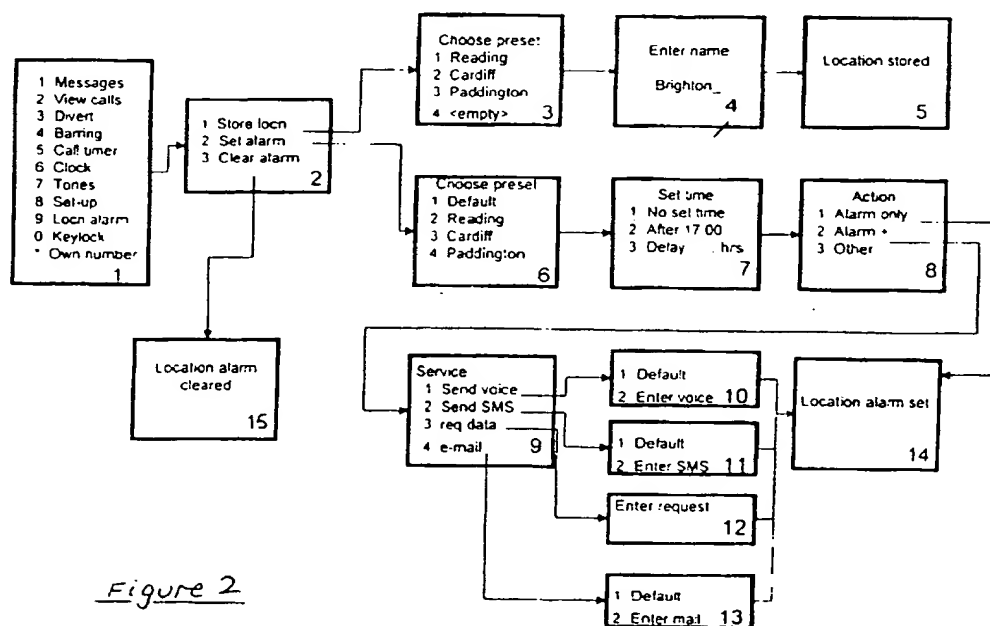 1 Messages
2 View calls
3 Divert
4 Barring
5 Call timer
6 Clock
7 Tones
8 Set-up
9 Locn alarm
0 Keylock
* Own number
1
1 Store locn
2 Set alarm
3 Clear alarm
2
Choose preset
1 Reading
2 Cardiff
3 Paddington
4 <empty>
3
Enter name
Brighton_
4
Location stored
5
Choose preset
1 Default
2 Reading
3 Cardiff
4 Paddington
6
Set time
1 No set time
2 After 17 00
3 Delay hrs
7
Action
1 Alarm only
2 Alarm +
3 Other
8
Service
1 Send voice
2 Send SMS
3 req data
4 e-mail
9
1 Default
2 Enter voice
10
1 Default
2 Enter SMS
11
Enter request
12
1 Default
2 Enter mail
13
Location alarm set
14
Location alarm
cleared
15
Figure 2